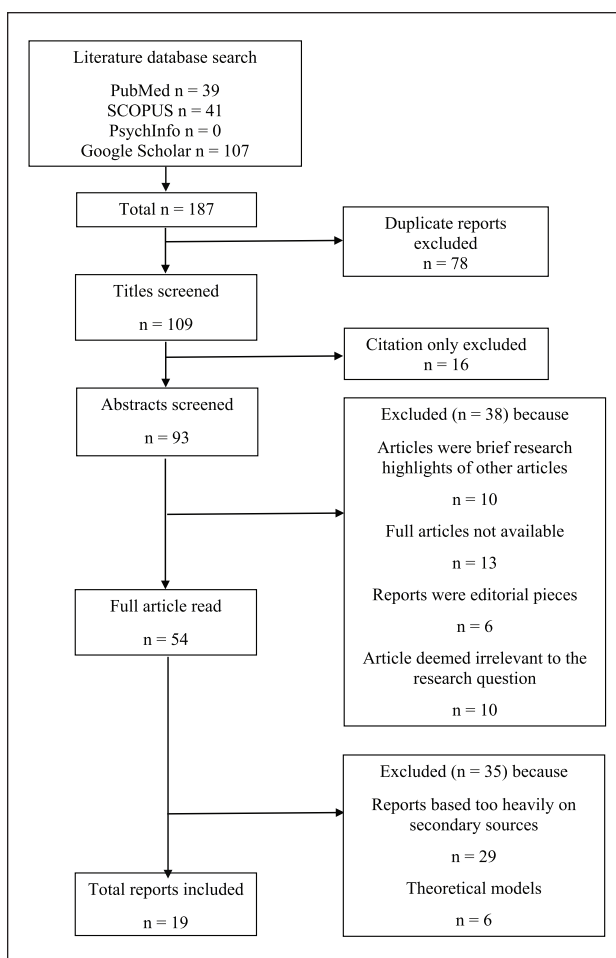 Literature database search
PubMed n = 39
SCOPUS n = 41
PsychInfo n = 0
Google Scholar n = 107
Total n = 187
Duplicate reports
excluded
n = 78
Titles screened
n = 109
Citation only excluded
n = 16
Abstracts screened
n = 93
Excluded (n = 38) because
Articles were brief research
highlights of other articles
n = 10
Full articles not available
n = 13
Reports were editorial pieces
n = 6
Article deemed irrelevant to the
research question
n = 10
Full article read
n = 54
Excluded (n = 35) because
Reports based too heavily on
secondary sources
n = 29
Theoretical models
n = 6
Total reports included
n = 19